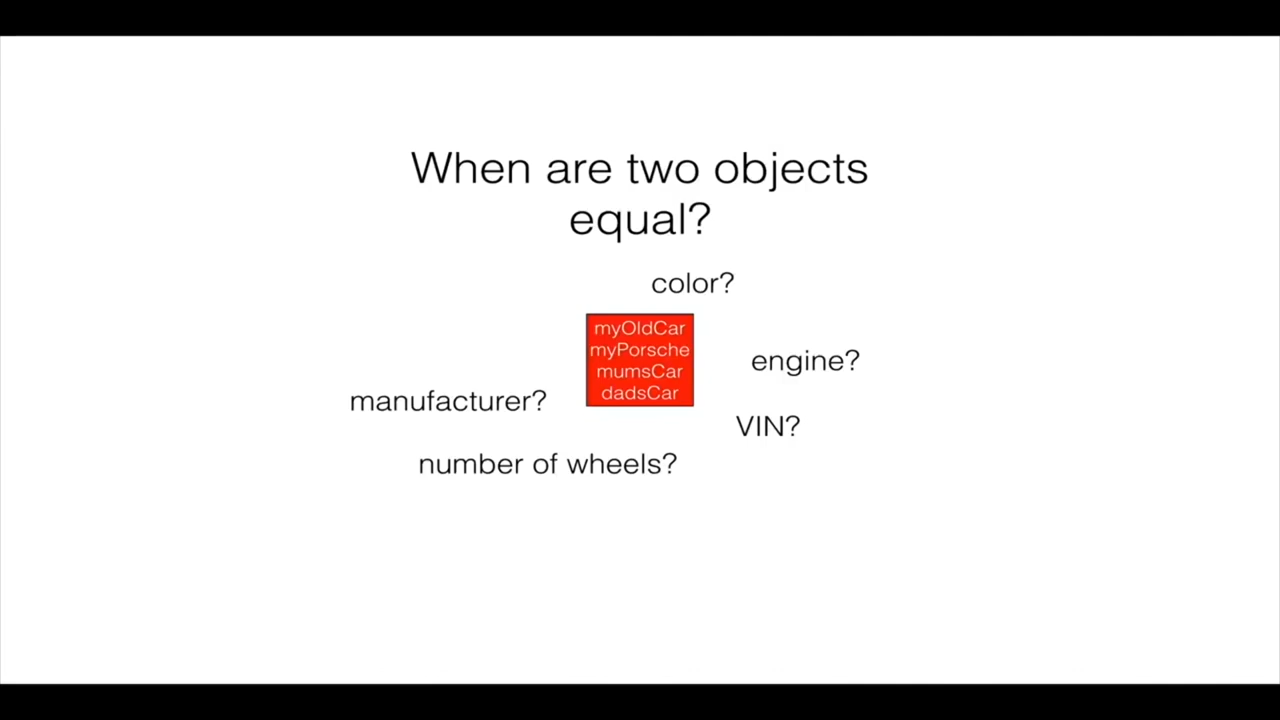 When are two objects
equal?
color?
myOldCar
myPorsche
mumsCar
dadsCar
engine?
manufacturer?
VIN?
number of wheels?